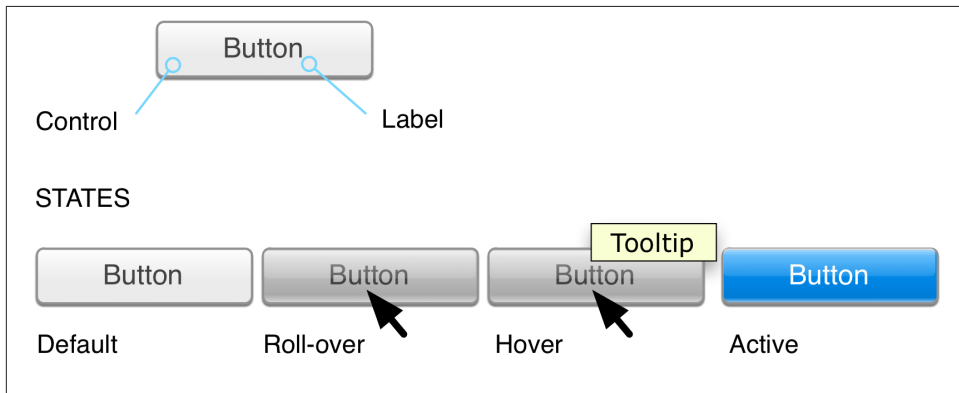 Button
Control
Label
STATES
Tooltip
Button
Button
Button
Button
Default
Roll-over
Hover
Active